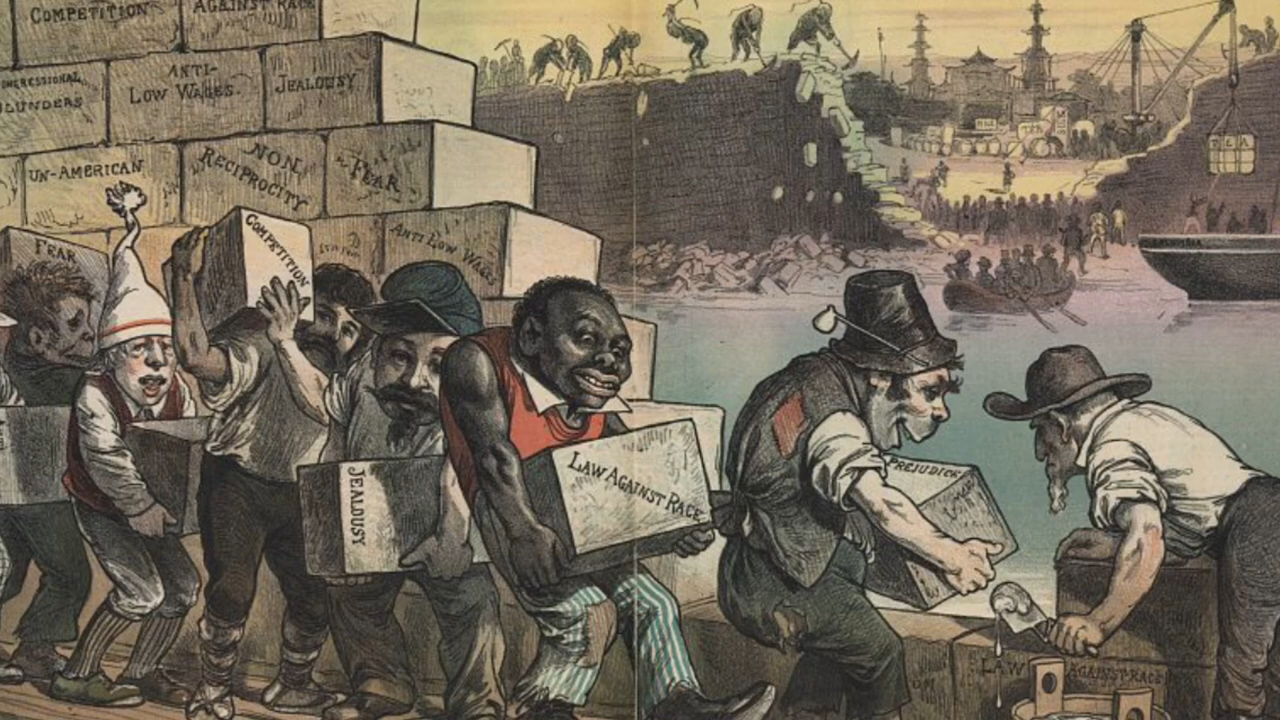 COMPETITION
AGAINST RACE
CONGRESSIONAL
BLUNDERS
ANTI-
LOW WAGES.
JEALOUSY
UN-AMERICAN
NON
RECIPROCITY
FEAR
FEAR
COMPETITION
ANTI LOW WAGES
JEALOUSY
LAW AGAINST RACE
PREJUDICE
LAW AGAINST RACE
TEA